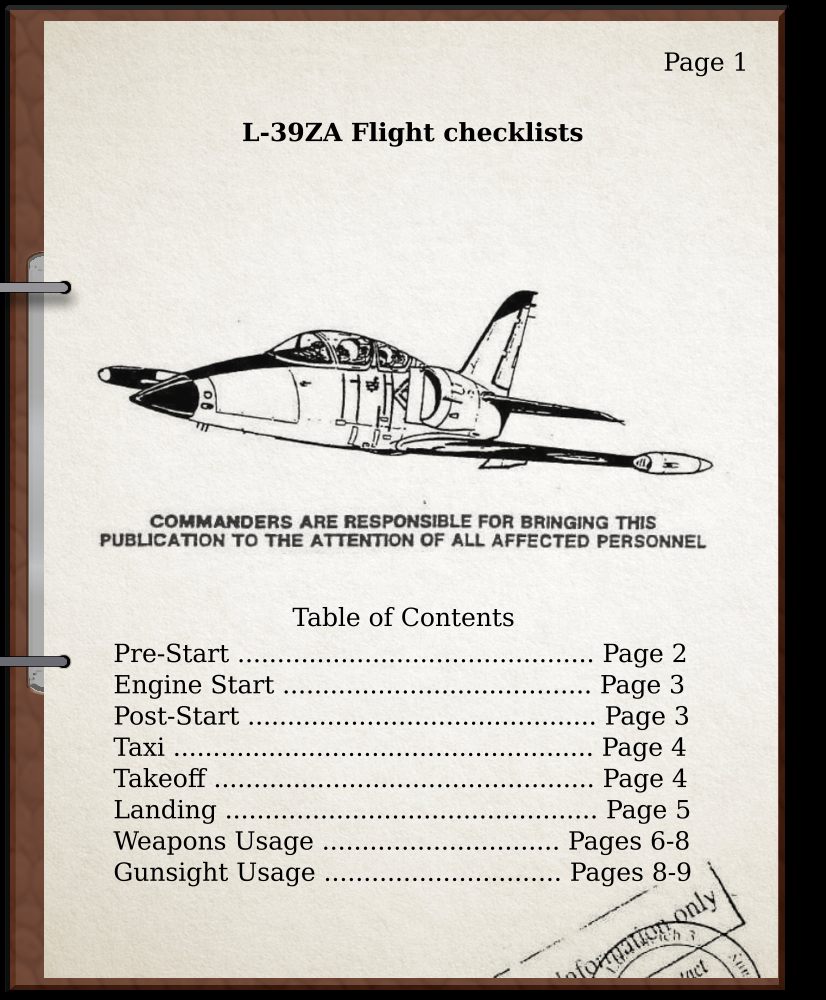 Page 1
L-39ZA Flight checklists
COMMANDERS ARE RESPONSIBLE FOR BRINGING THIS
PUBLICATION TO THE ATTENTION OF ALL AFFECTED PERSONNEL
Table of Contents
Pre-Start ............................................ Page 2
Engine Start ...................................... Page 3
Post-Start ........................................... Page 3
Taxi .................................................... Page 4
Takeoff ............................................... Page 4
Landing .............................................. Page 5
Weapons Usage ............................. Pages 6-8
Gunsight Usage ............................. Pages 8-9
Information only